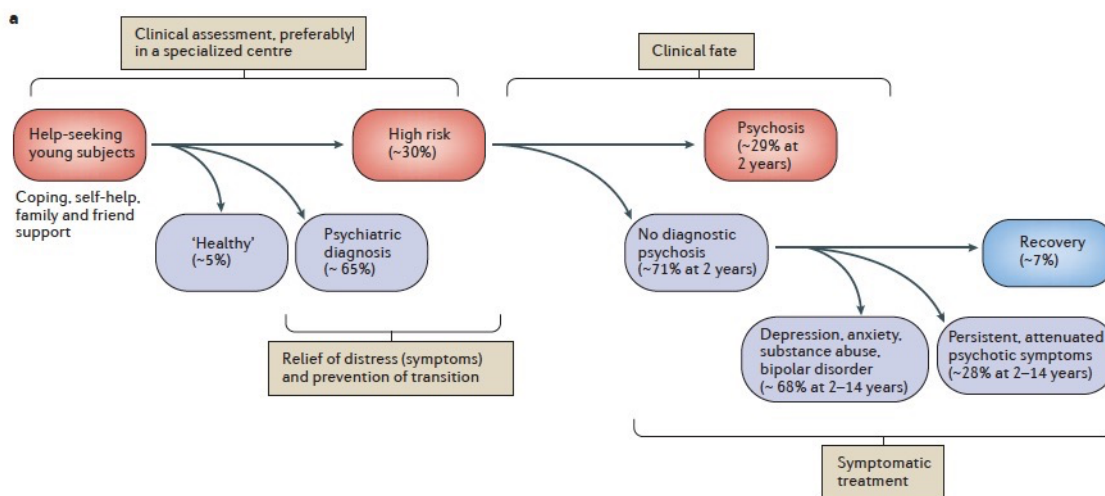 a
Clinical assessment, preferably
in a specialized centre
Clinical fate
Help-seeking
young subjects
High risk
(~30%)
Psychosis
(~29% at
2 years)
Coping, self-help,
family and friend
support
'Healthy'
(~5%)
Psychiatric
diagnosis
(~ 65%)
No diagnostic
psychosis
(~71% at 2 years)
Recovery
(~7%)
Relief of distress (symptoms)
and prevention of transition
Depression, anxiety,
substance abuse,
bipolar disorder
(~ 68% at 2–14 years)
Persistent, attenuated
psychotic symptoms
(~28% at 2–14 years)
Symptomatic
treatment